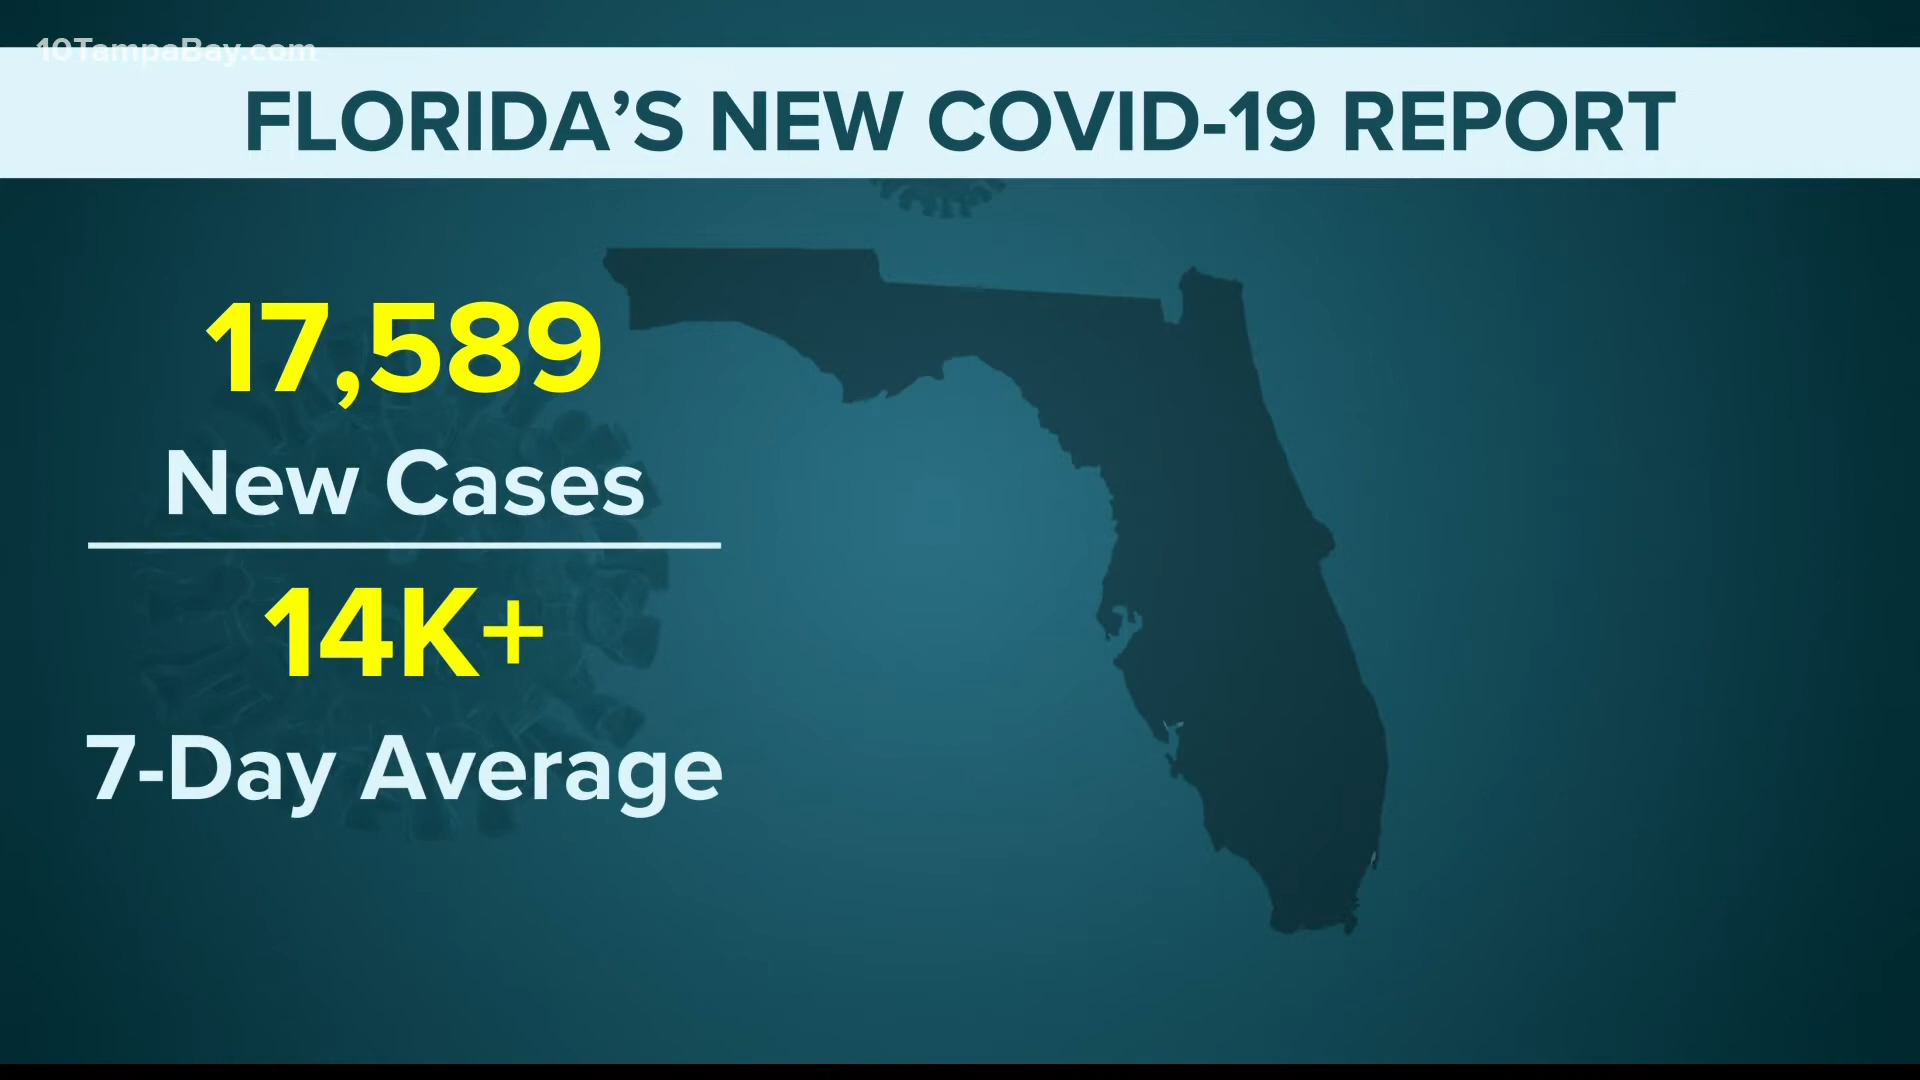 10TampaBay.com
FLORIDA’S NEW COVID-19 REPORT
17,589
New Cases
14K+
7-Day Average